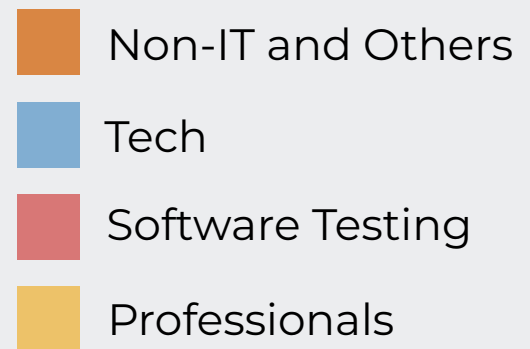 Non-IT and Others
Tech
Software Testing
Professionals